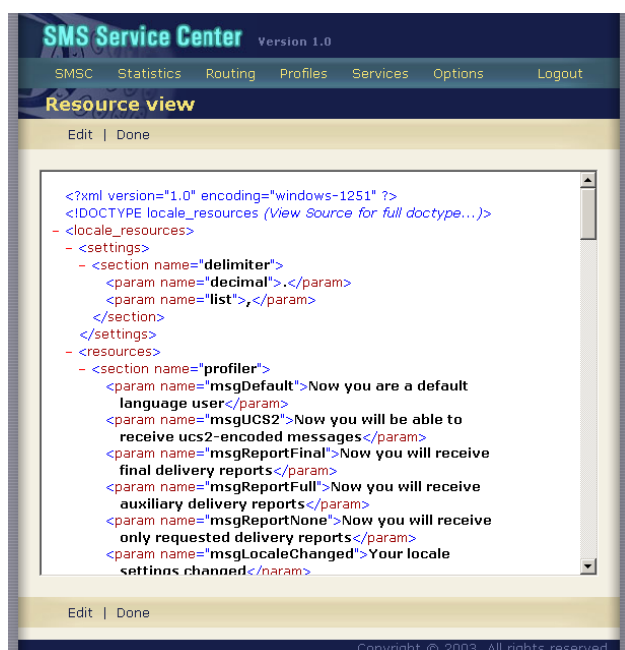 SMS Service Center Version 1.0
SMSC Statistics Routing Profiles Services Options Logout
Resource view
Edit | Done
<?xml version="1.0" encoding="windows-1251" ?>
<!DOCTYPE locale_resources (View Source for full doctype...)>
– <locale_resources>
– <settings>
– <section name="delimiter">
<param name="decimal">.</param>
<param name="list">,</param>
</section>
</settings>
– <resources>
– <section name="profiler">
<param name="msgDefault">Now you are a default
language user</param>
<param name="msgUCS2">Now you will be able to
receive ucs2-encoded messages</param>
<param name="msgReportFinal">Now you will receive
final delivery reports</param>
<param name="msgReportFull">Now you will receive
auxiliary delivery reports</param>
<param name="msgReportNone">Now you will receive
only requested delivery reports</param>
<param name="msgLocaleChanged">Your locale
settings changed</param>
Edit | Done
Copyright © 2003. All rights reserved